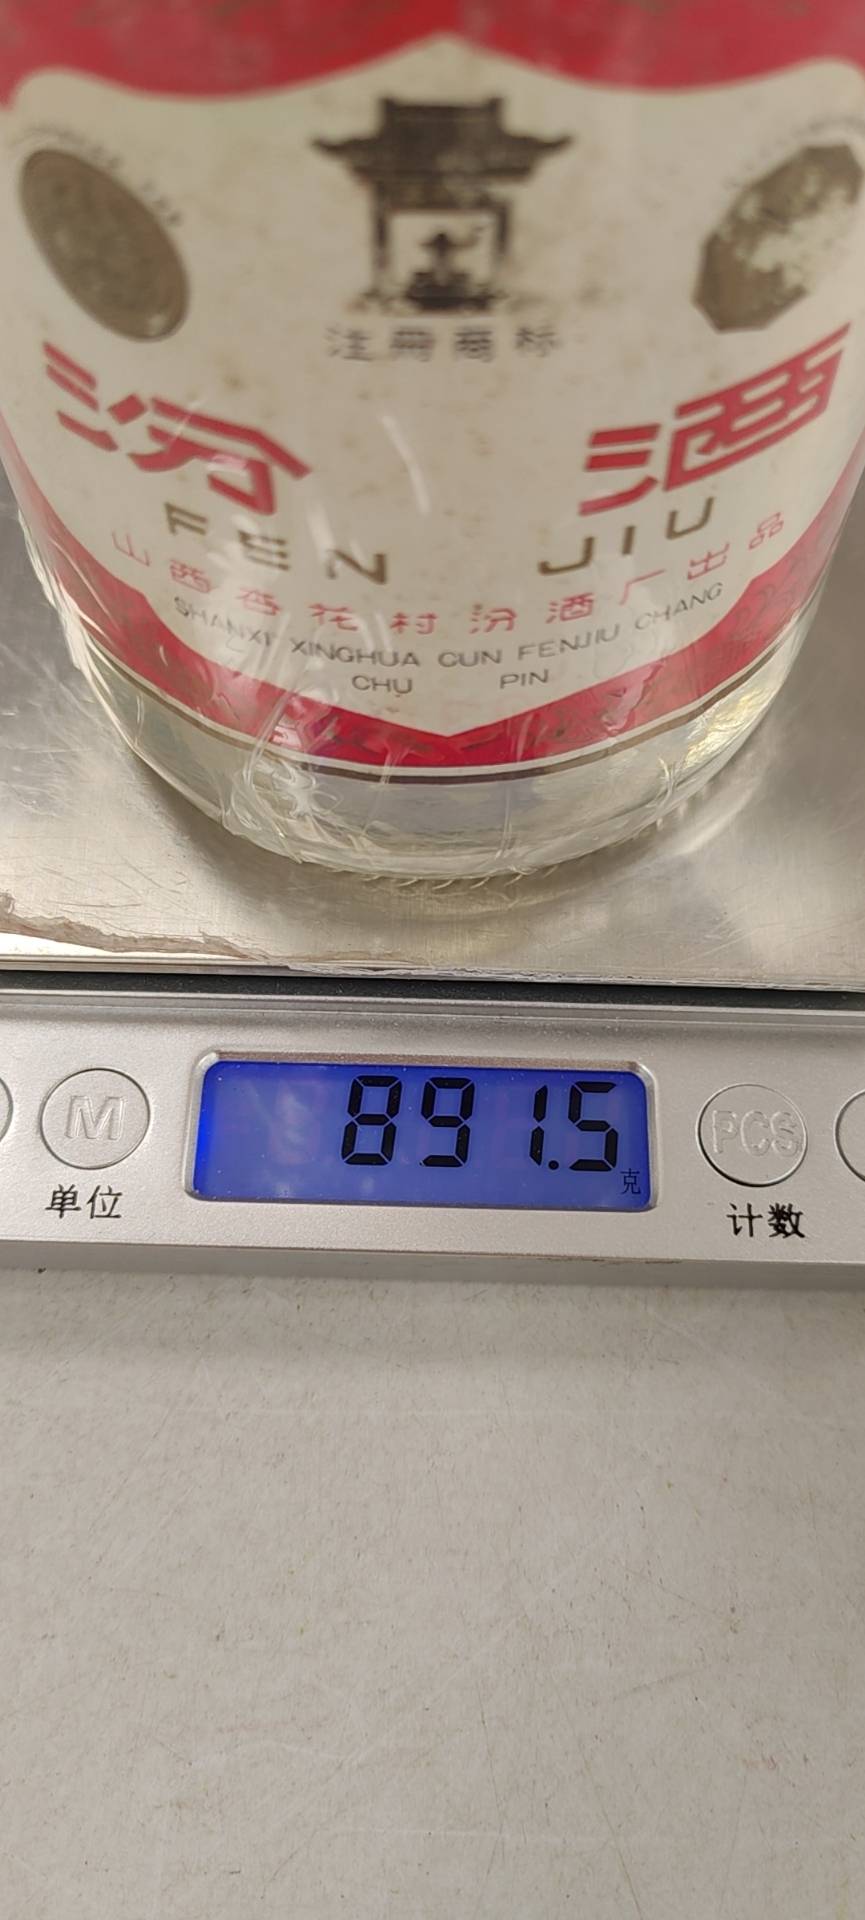 注册商标
汾 酒
FEN JIU
山西杏花村汾酒厂出品
SHANXI XINGHUA CUN FENJIU CHANG
CHU PIN
891.5
克
M
PCS
单位
计数